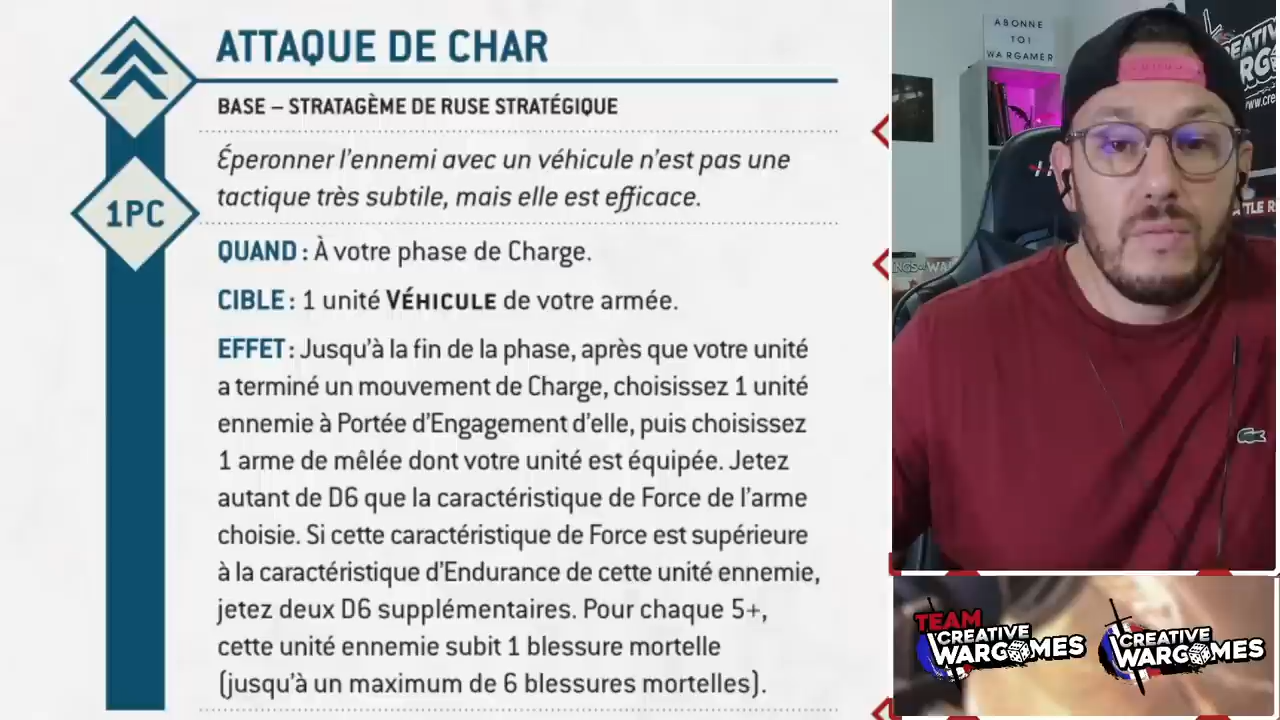 ATTAQUE DE CHAR
BASE – STRATAGÈME DE RUSE STRATÉGIQUE
Éperonner l'ennemi avec un véhicule n'est pas une
tactique très subtile, mais elle est efficace.
1PC
QUAND : À votre phase de Charge.
CIBLE : 1 unité VÉHICULE de votre armée.
EFFET : Jusqu'à la fin de la phase, après que votre unité
a terminé un mouvement de Charge, choisissez 1 unité
ennemie à Portée d'Engagement d'elle, puis choisissez
1 arme de mêlée dont votre unité est équipée. Jetez
autant de D6 que la caractéristique de Force de l'arme
choisie. Si cette caractéristique de Force est supérieure
à la caractéristique d'Endurance de cette unité ennemie,
jetez deux D6 supplémentaires. Pour chaque 5+,
cette unité ennemie subit 1 blessure mortelle
(jusqu'à un maximum de 6 blessures mortelles).
ABONNE
TOI
WARGAMER
TEAM
CREATIVE
WARGAMES
CREATIVE
WARGAMES